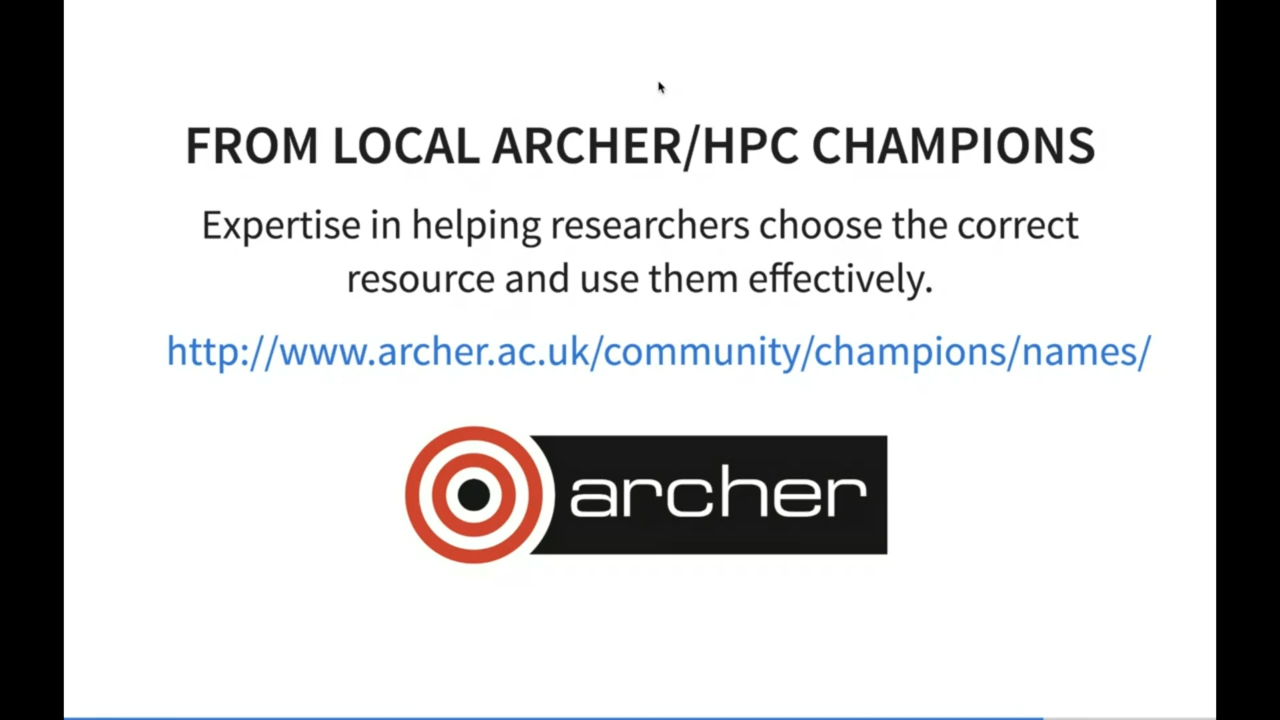 FROM LOCAL ARCHER/HPC CHAMPIONS
Expertise in helping researchers choose the correct
resource and use them effectively.
http://www.archer.ac.uk/community/champions/names/
archer